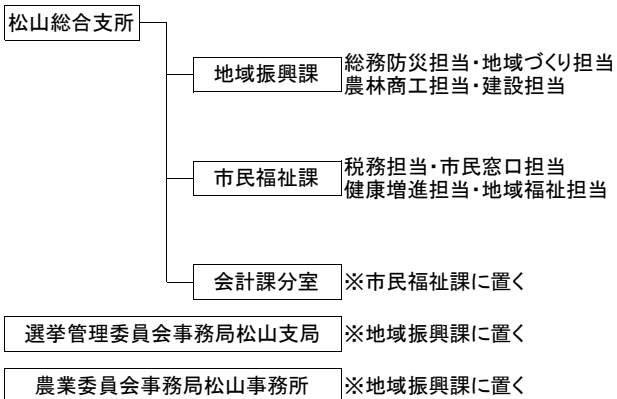 松山総合支所
地域振興課
総務防災担当・地域づくり担当
農林商工担当・建設担当
市民福祉課
税務担当・市民窓口担当
健康増進担当・地域福祉担当
会計課分室
※市民福祉課に置く
選挙管理委員会事務局松山支局
※地域振興課に置く
農業委員会事務局松山事務所
※地域振興課に置く